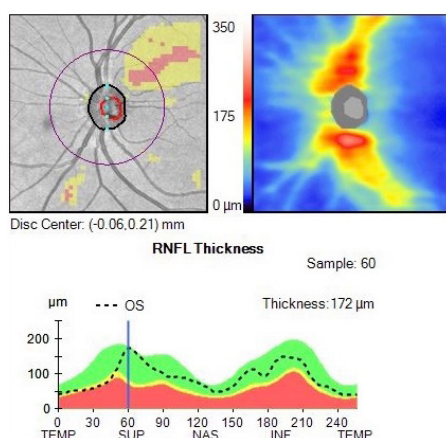 350
175
0 µm
Disc Center: (-0.06,0.21) mm
RNFL Thickness
Sample: 60
µm
OS
Thickness: 172 µm
200
100
0
0 30 60 90 120 150 180 210 240
TEMP SUP NAS INF TEMP